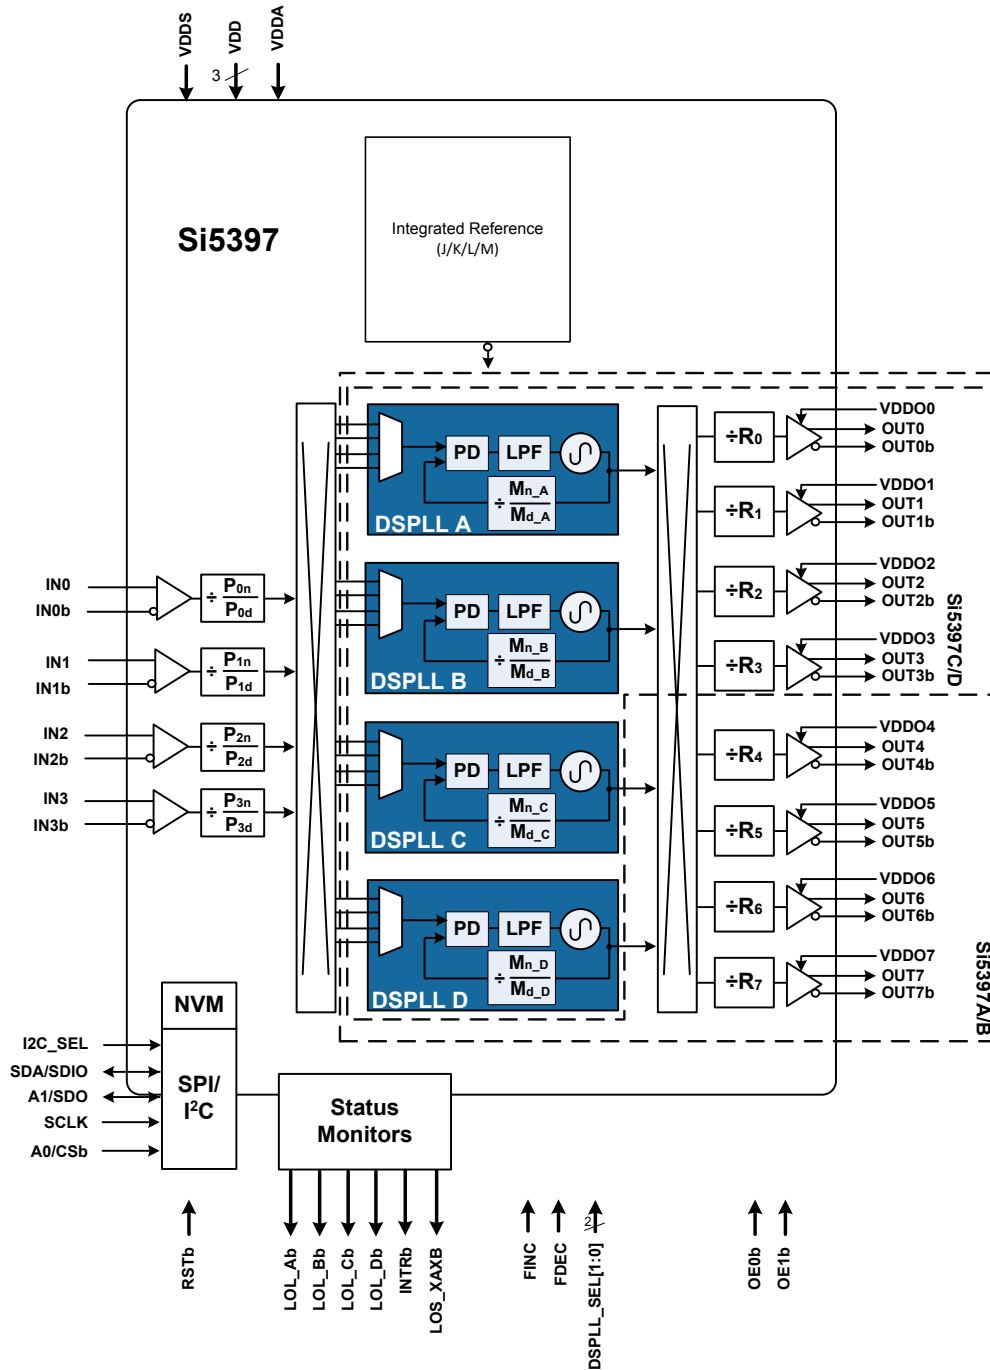 VDDS
VDD
VDDA
3
Si5397
Integrated Reference
(J/K/L/M)
PD
LPF
÷ Mn_A
Md_A
DSPLL A
PD
LPF
÷ Mn_B
Md_B
DSPLL B
PD
LPF
÷ Mn_C
Md_C
DSPLL C
PD
LPF
÷ Mn_D
Md_D
DSPLL D
IN0
IN0b
÷ P0n
P0d
IN1
IN1b
÷ P1n
P1d
IN2
IN2b
÷ P2n
P2d
IN3
IN3b
÷ P3n
P3d
÷R0
VDDO0
OUT0
OUT0b
÷R1
VDDO1
OUT1
OUT1b
÷R2
VDDO2
OUT2
OUT2b
÷R3
VDDO3
OUT3
OUT3b
÷R4
VDDO4
OUT4
OUT4b
÷R5
VDDO5
OUT5
OUT5b
÷R6
VDDO6
OUT6
OUT6b
÷R7
VDDO7
OUT7
OUT7b
Si5397C/D
Si5397A/B
NVM
SPI/
I²C
I2C_SEL
SDA/SDIO
A1/SDO
SCLK
A0/CSb
Status
Monitors
RSTb
LOL_Ab
LOL_Bb
LOL_Cb
LOL_Db
INTRb
LOS_XAXB
FINC
FDEC
2
DSPLL_SEL[1:0]
OE0b
OE1b